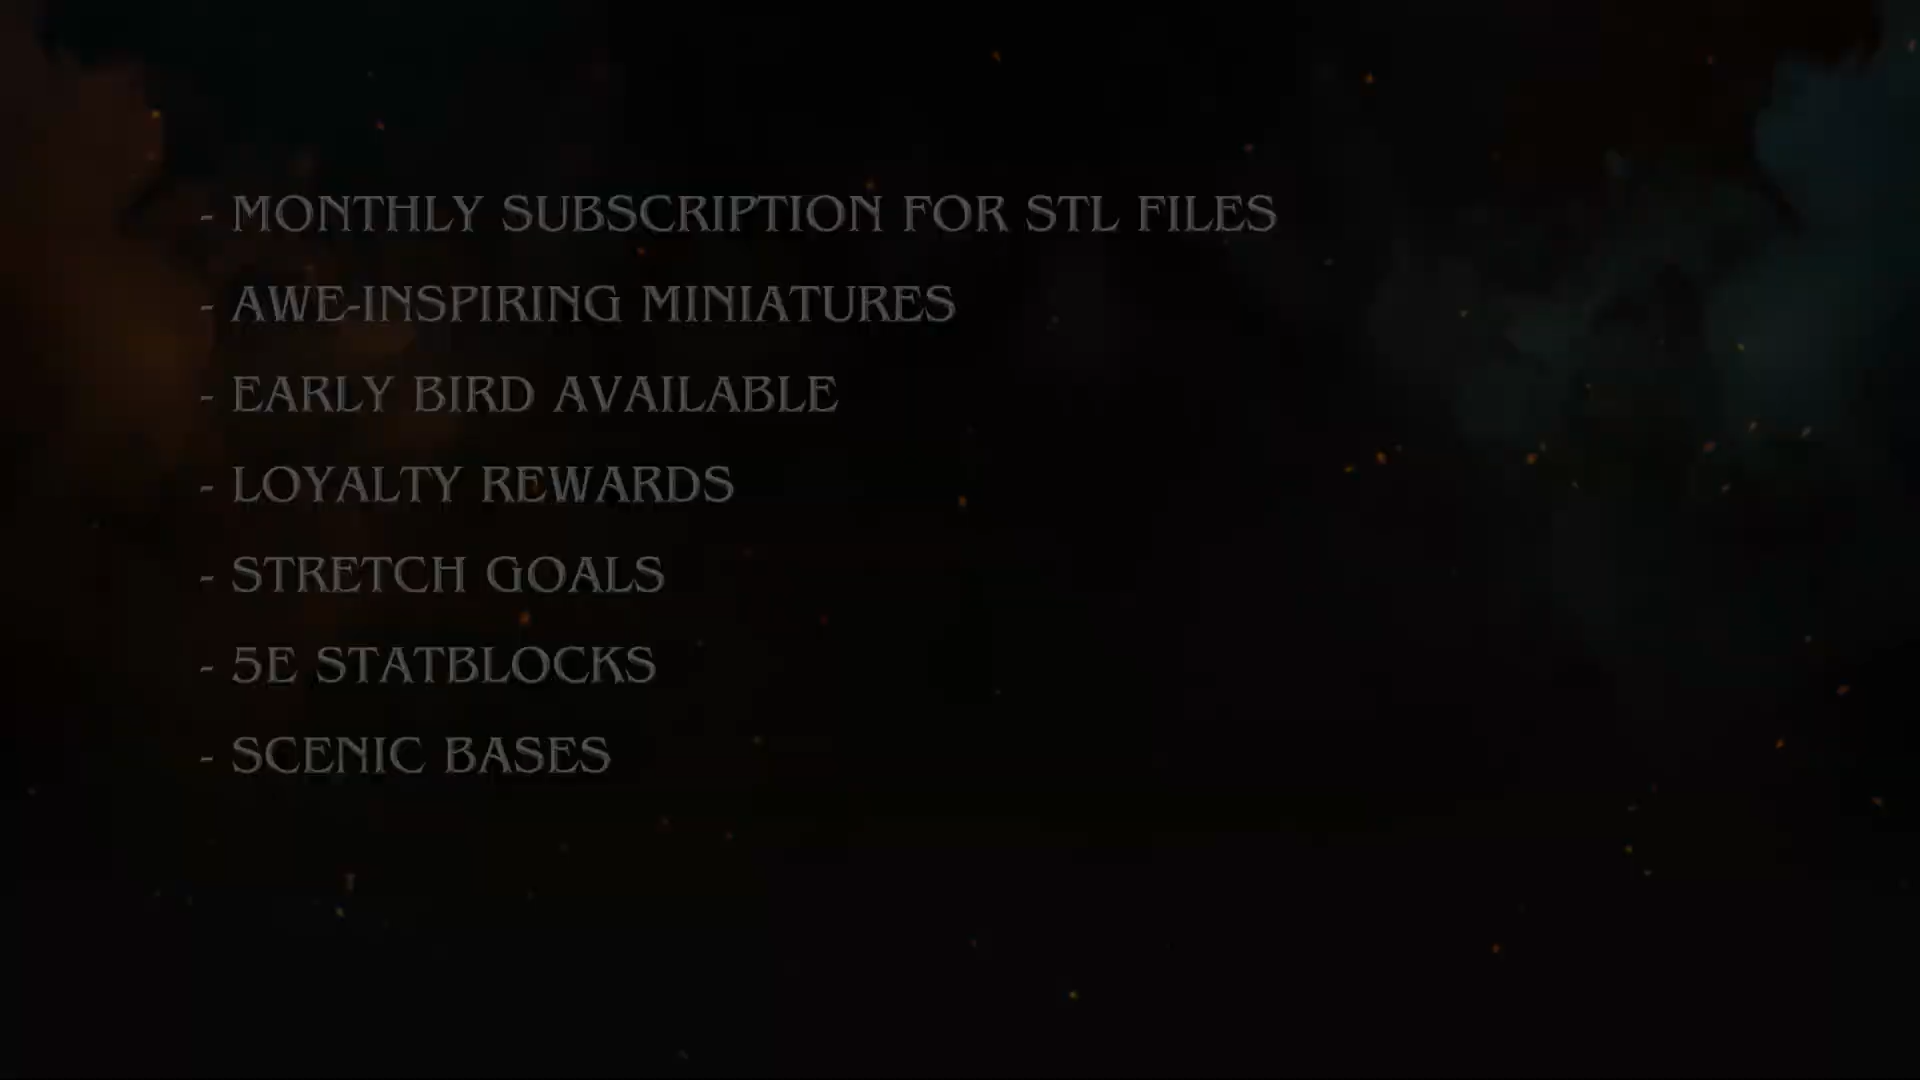 - MONTHLY SUBSCRIPTION FOR STL FILES
- AWE-INSPIRING MINIATURES
- EARLY BIRD AVAILABLE
- LOYALTY REWARDS
- STRETCH GOALS
- 5E STATBLOCKS
- SCENIC BASES